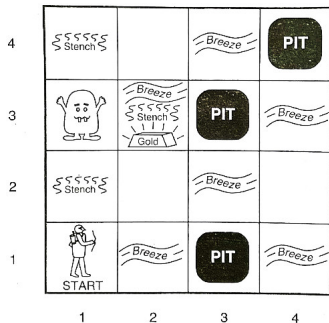 4
Stench
Breeze
PIT
3
Breeze
Stench
Gold
PIT
Breeze
2
Stench
Breeze
1
START
Breeze
PIT
Breeze
1 2 3 4